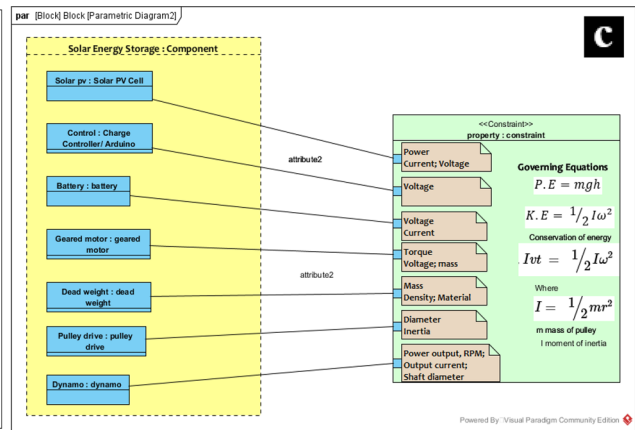 par [Block] Block [Parametric Diagram2]
C
Solar Energy Storage : Component
Solar pv : Solar PV Cell
Control : Charge
Controller/ Arduino
Battery : battery
Geared motor : geared
motor
Dead weight : dead
weight
Pulley drive : pulley
drive
Dynamo : dynamo
attribute2
attribute2
<<Constraint>>
property : constraint
Power
Current; Voltage
Voltage
Voltage
Current
Torque
Voltage; mass
Mass
Density; Material
Diameter
Inertia
Power output, RPM;
Output current;
Shaft diameter
Governing Equations
P.E = mgh
K.E = 1/2 Iω²
Conservation of energy
Ivt = 1/2 Iω²
Where
I = 1/2 mr²
m mass of pulley
I moment of inertia
Powered By Visual Paradigm Community Edition